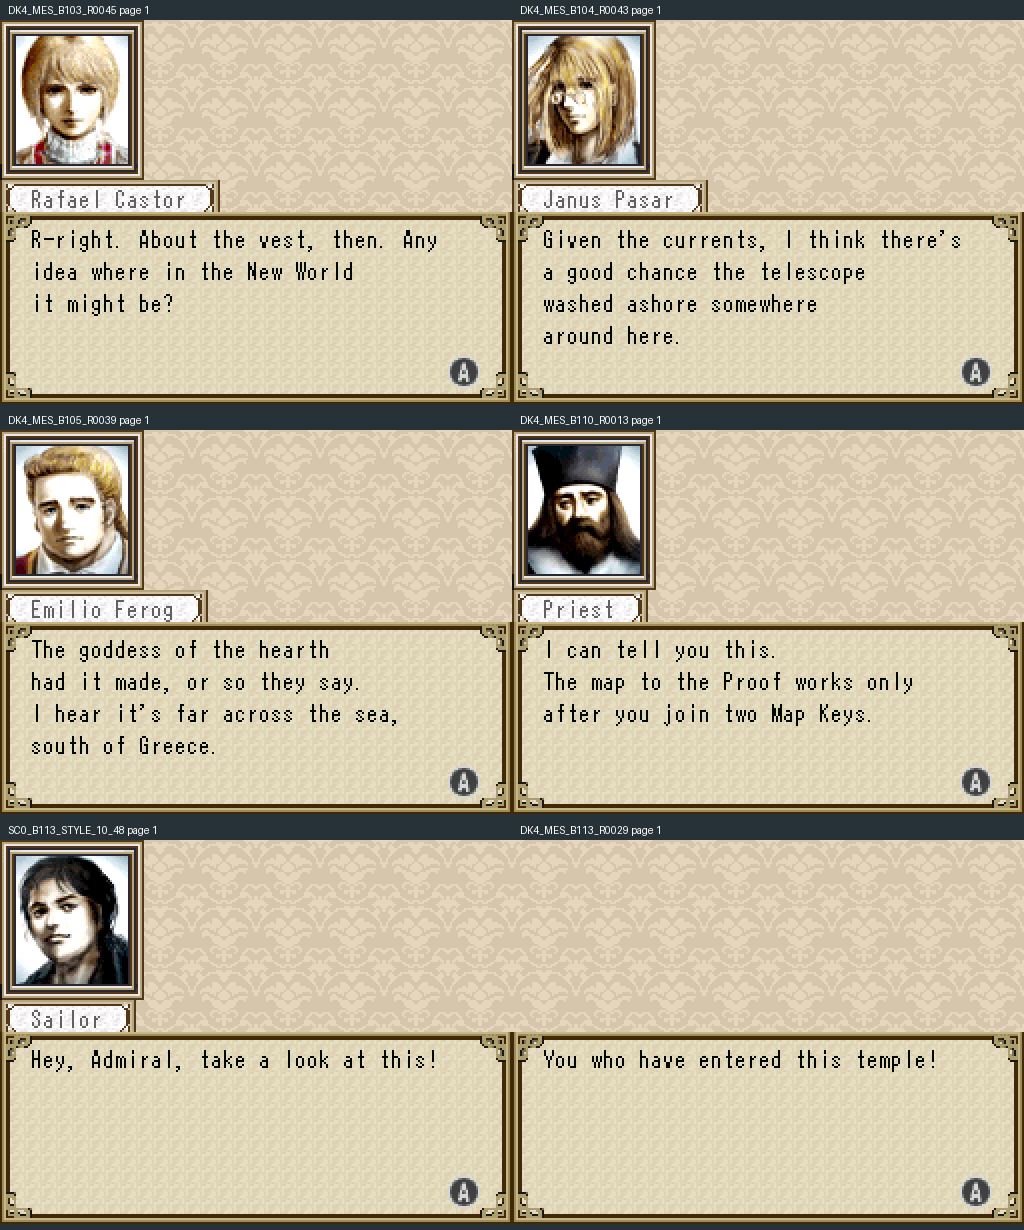 DK4_MES_B103_R0045 page 1
Rafael Castor
R-right. About the vest, then. Any
idea where in the New World
it might be?
A
DK4_MES_B104_R0043 page 1
Janus Pasar
Given the currents, I think there's
a good chance the telescope
washed ashore somewhere
around here.
A
DK4_MES_B105_R0039 page 1
Emilio Ferog
The goddess of the hearth
had it made, or so they say.
I hear it's far across the sea,
south of Greece.
A
DK4_MES_B110_R0013 page 1
Priest
I can tell you this.
The map to the Proof works only
after you join two Map Keys.
A
SC0_B113_STYLE_10_48 page 1
Sailor
Hey, Admiral, take a look at this!
A
DK4_MES_B113_R0029 page 1
You who have entered this temple!
A